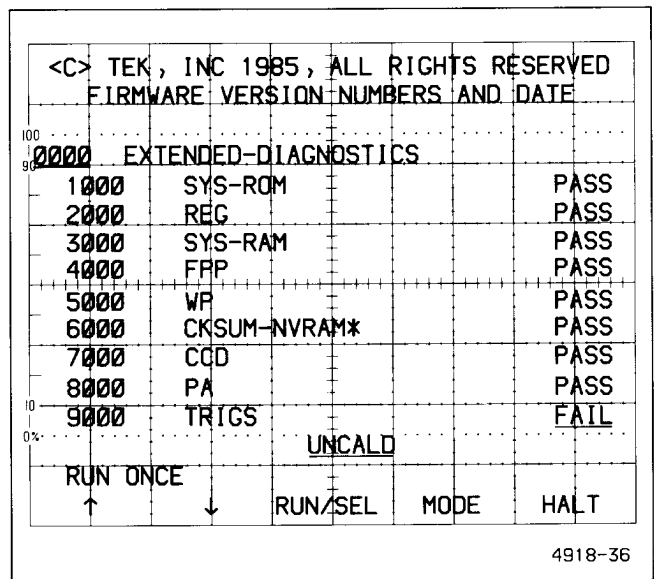 <C> TEK, INC 1985, ALL RIGHTS RESERVED
FIRMWARE VERSION NUMBERS AND DATE
100
90
0000 EXTENDED-DIAGNOSTICS
1000 SYS-ROM PASS
2000 REG PASS
3000 SYS-RAM PASS
4000 FPP PASS
5000 WP PASS
6000 CKSUM-NVRAM* PASS
7000 CCD PASS
8000 PA PASS
10
9000 TRIGS FAIL
0%
UNCALD
RUN ONCE
↑ ↓ RUN/SEL MODE HALT
4918-36